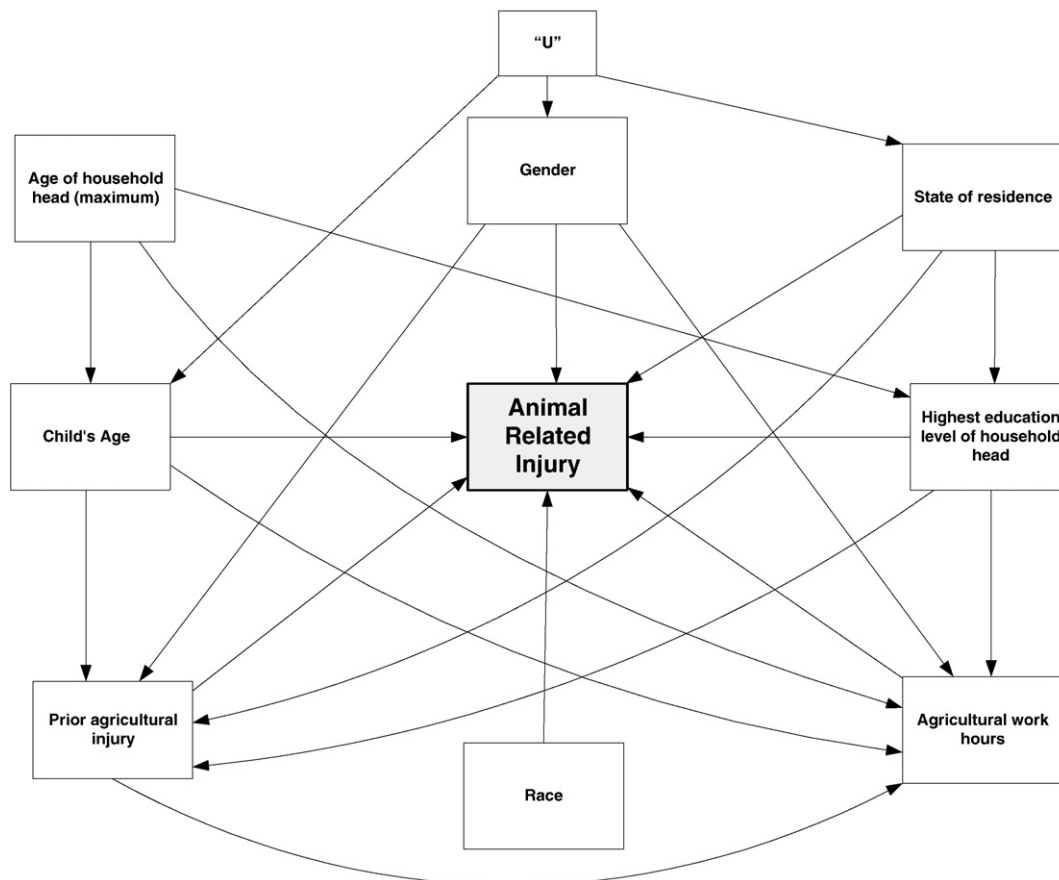 “U”
Gender
Age of household
head (maximum)
State of residence
Child's Age
Animal
Related
Injury
Highest education
level of household
head
Prior agricultural
injury
Race
Agricultural work
hours